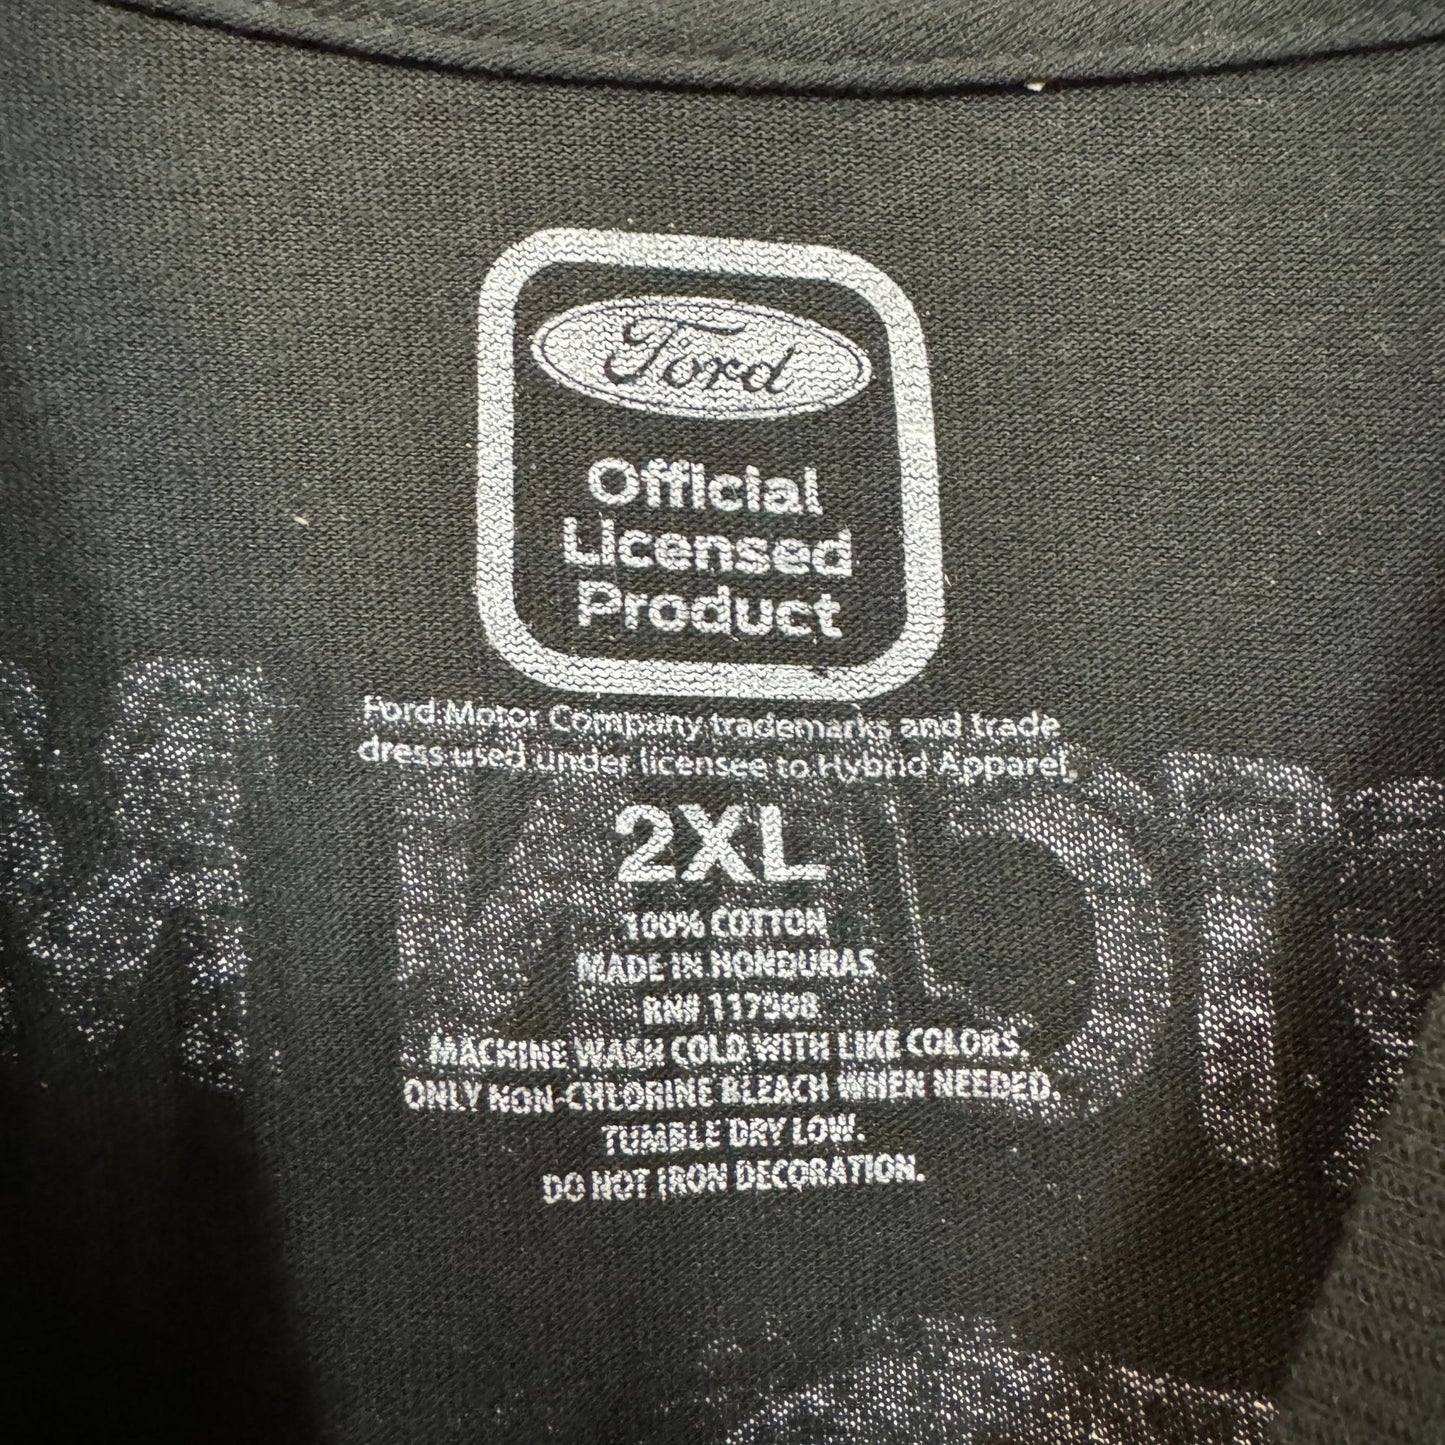 Ford
Official
Licensed
Product
Ford Motor Company trademarks and trade
dress used under licensee to Hybrid Apparel.
2XL
100% COTTON
MADE IN HONDURAS
RN# 117508
MACHINE WASH COLD WITH LIKE COLORS.
ONLY NON-CHLORINE BLEACH WHEN NEEDED.
TUMBLE DRY LOW.
DO NOT IRON DECORATION.